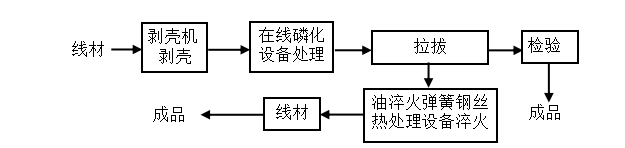 线材
剥壳机
剥壳
在线磷化
设备处理
拉拔
检验
成品
油淬火弹簧钢丝
热处理设备淬火
线材
成品